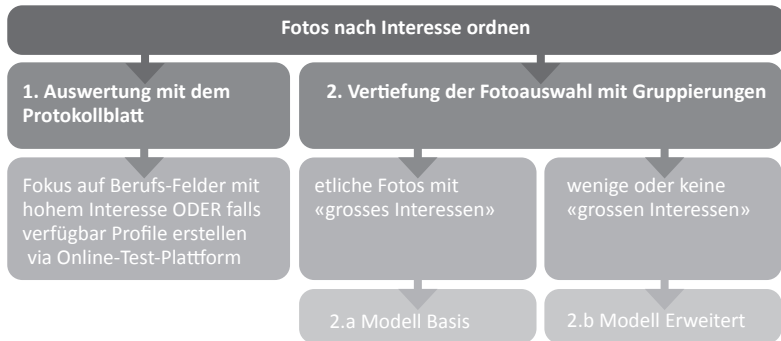 Fotos nach Interesse ordnen
1. Auswertung mit dem
Protokollblatt
2. Vertiefung der Fotoauswahl mit Gruppierungen
Fokus auf Berufs-Felder mit
hohem Interesse ODER falls
verfügbar Profile erstellen
via Online-Test-Plattform
etliche Fotos mit
«grosses Interessen»
wenige oder keine
«grossen Interessen»
2.a Modell Basis
2.b Modell Erweitert